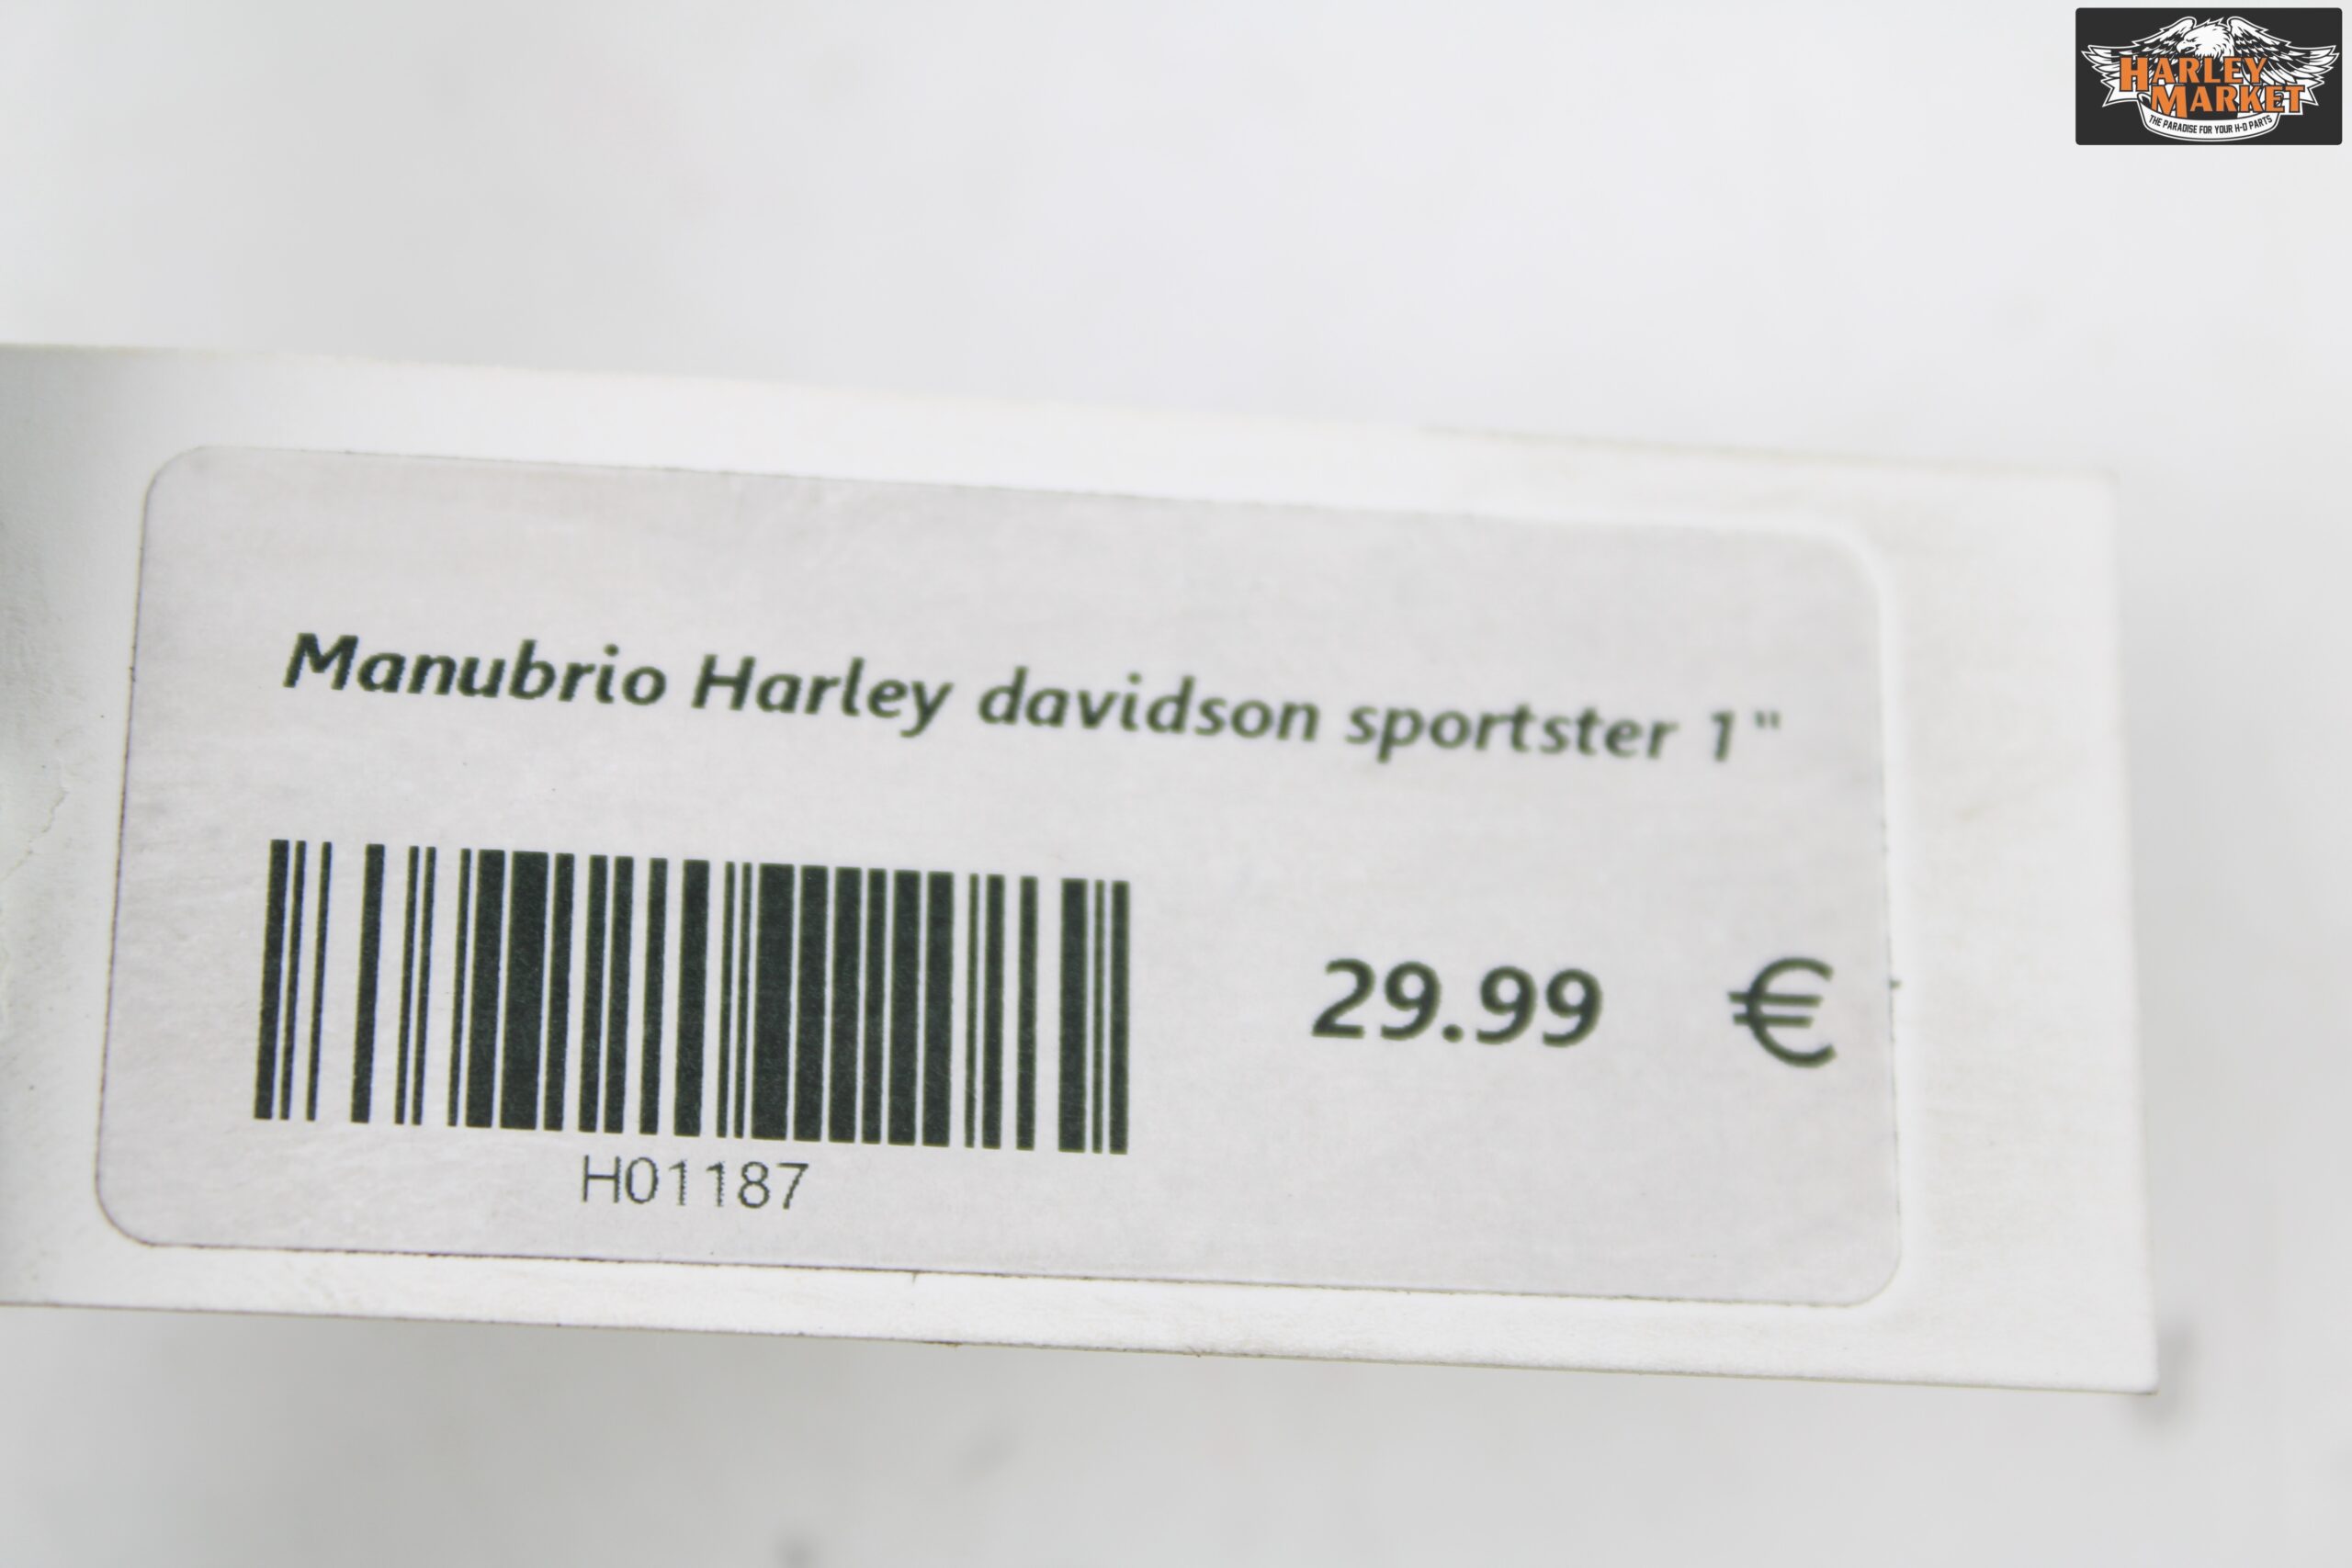 HARLEY
MARKET
THE PARADISE FOR YOUR H-D PARTS
Manubrio Harley davidson sportster 1"
29.99 €
H01187